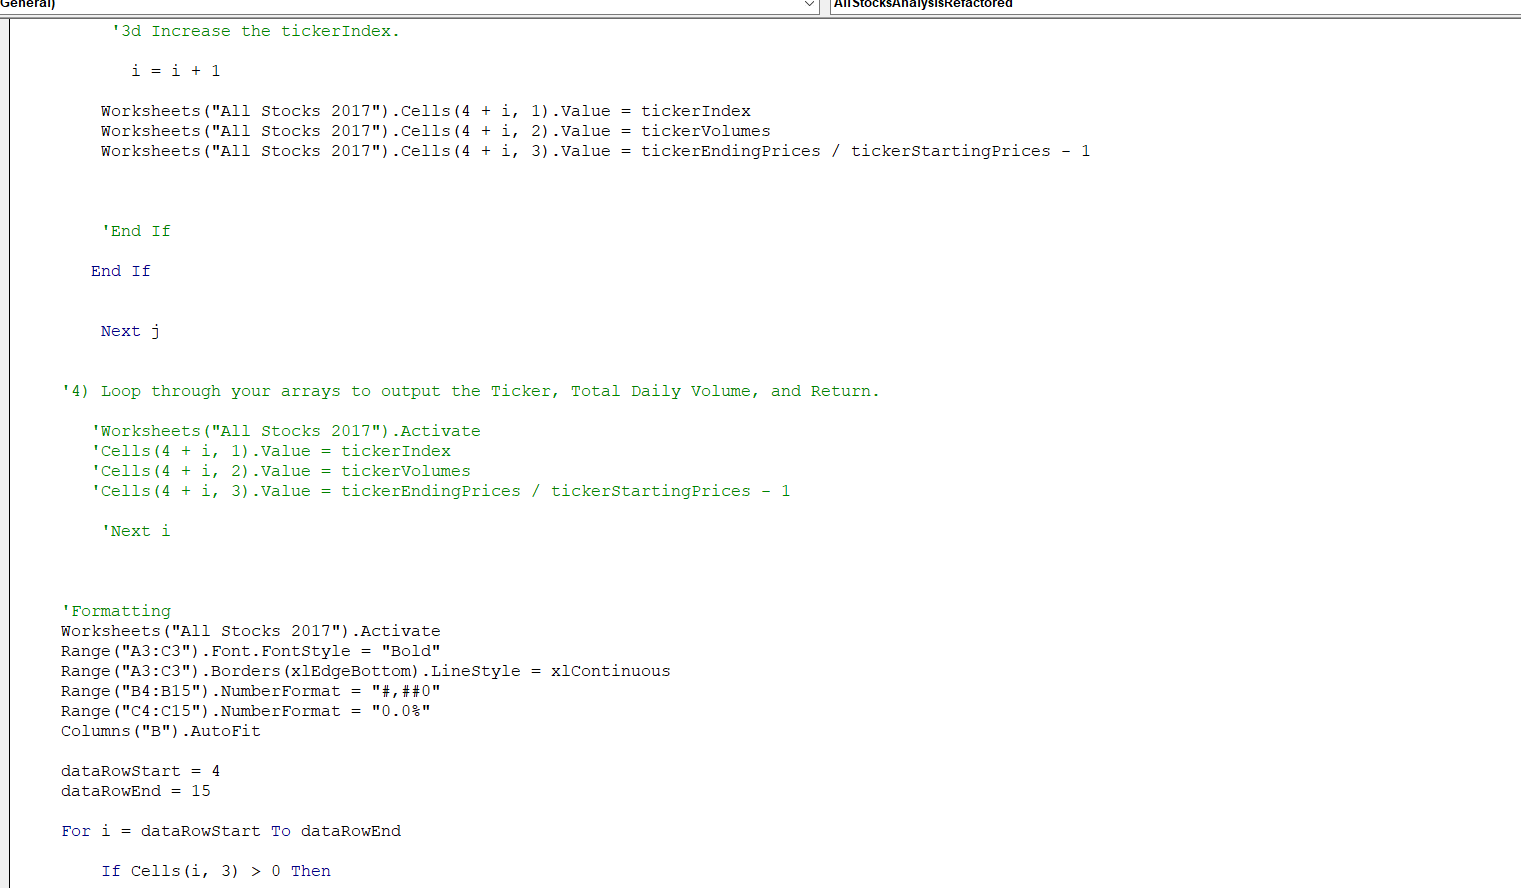 General)
AllStocksAnalysisRefactored
'3d Increase the tickerIndex.
i = i + 1
Worksheets("All Stocks 2017").Cells(4 + i, 1).Value = tickerIndex
Worksheets("All Stocks 2017").Cells(4 + i, 2).Value = tickerVolumes
Worksheets("All Stocks 2017").Cells(4 + i, 3).Value = tickerEndingPrices / tickerStartingPrices - 1
'End If
End If
Next j
'4) Loop through your arrays to output the Ticker, Total Daily Volume, and Return.
'Worksheets("All Stocks 2017").Activate
'Cells(4 + i, 1).Value = tickerIndex
'Cells(4 + i, 2).Value = tickerVolumes
'Cells(4 + i, 3).Value = tickerEndingPrices / tickerStartingPrices - 1
'Next i
'Formatting
Worksheets("All Stocks 2017").Activate
Range("A3:C3").Font.FontStyle = "Bold"
Range("A3:C3").Borders(xlEdgeBottom).LineStyle = xlContinuous
Range("B4:B15").NumberFormat = "#,##0"
Range("C4:C15").NumberFormat = "0.0%"
Columns("B").AutoFit
dataRowStart = 4
dataRowEnd = 15
For i = dataRowStart To dataRowEnd
If Cells(i, 3) > 0 Then